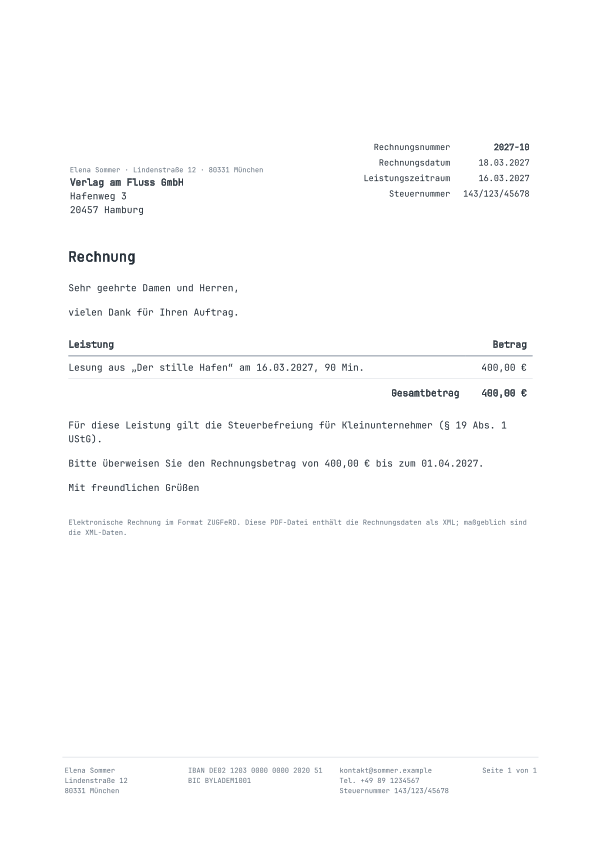 Rechnungsnummer 2027-10
Rechnungsdatum 18.03.2027
Leistungszeitraum 16.03.2027
Steuernummer 143/123/45678
Elena Sommer · Lindenstraße 12 · 80331 München
Verlag am Fluss GmbH
Hafenweg 3
20457 Hamburg
Rechnung
Sehr geehrte Damen und Herren,
vielen Dank für Ihren Auftrag.
Leistung Betrag
Lesung aus „Der stille Hafen“ am 16.03.2027, 90 Min. 400,00 €
Gesamtbetrag 400,00 €
Für diese Leistung gilt die Steuerbefreiung für Kleinunternehmer (§ 19 Abs. 1
UStG).
Bitte überweisen Sie den Rechnungsbetrag von 400,00 € bis zum 01.04.2027.
Mit freundlichen Grüßen
Elektronische Rechnung im Format ZUGFeRD. Diese PDF-Datei enthält die Rechnungsdaten als XML; maßgeblich sind
die XML-Daten.
Elena Sommer
Lindenstraße 12
80331 München
IBAN DE02 1203 0000 0000 2020 51
BIC BYLADEM1001
kontakt@sommer.example
Tel. +49 89 1234567
Steuernummer 143/123/45678
Seite 1 von 1